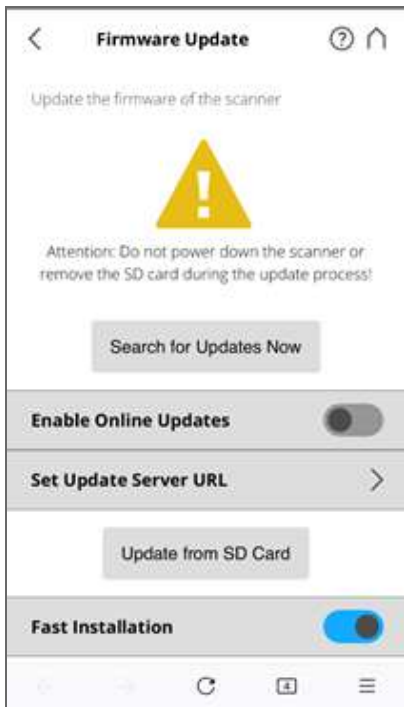 Firmware Update
Update the firmware of the scanner
Attention: Do not power down the scanner or
remove the SD card during the update process!
Search for Updates Now
Enable Online Updates
Set Update Server URL
Update from SD Card
Fast Installation
4